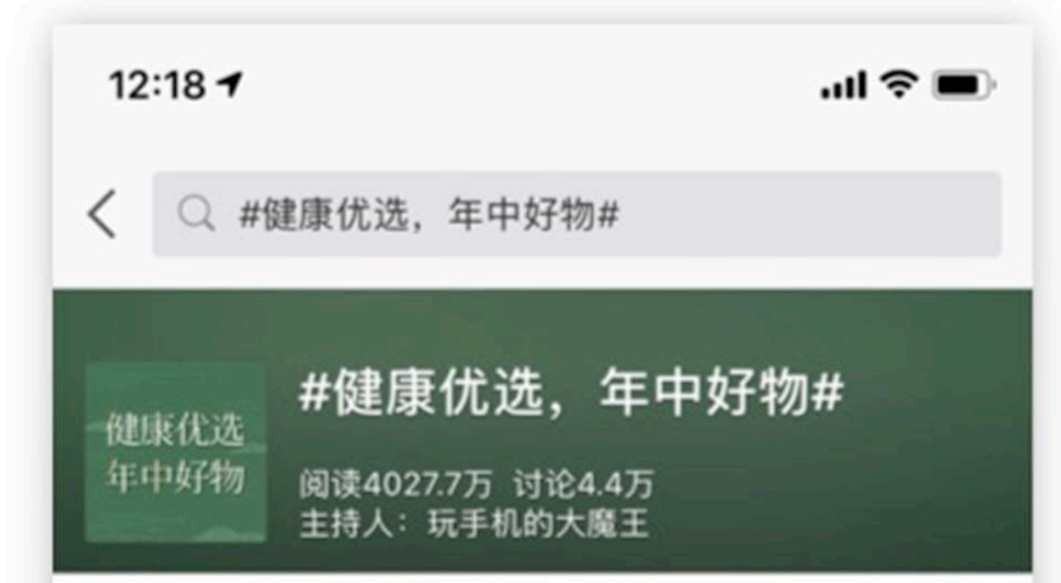 12:18
#健康优选，年中好物#
#健康优选，年中好物#
健康优选
年中好物
阅读4027.7万 讨论4.4万
主持人：玩手机的大魔王